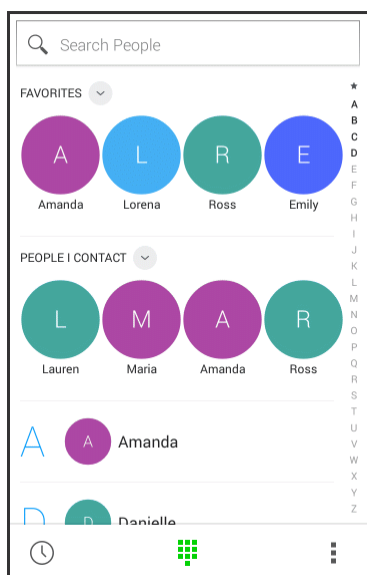 Search People
FAVORITES
A L R E
Amanda Lorena Ross Emily
PEOPLE I CONTACT
L M A R
Lauren Maria Amanda Ross
A A Amanda
D D Danielle
★
A
B
C
D
E
F
G
H
I
J
K
L
M
N
O
P
Q
R
S
T
U
V
W
X
Y
Z